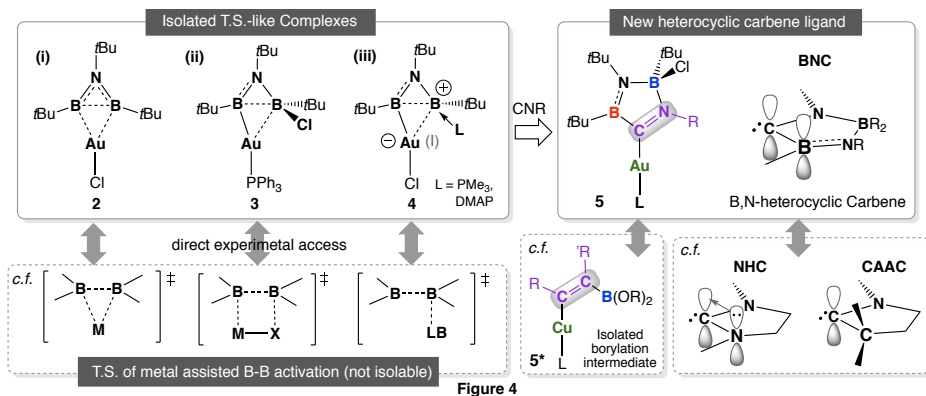 Isolated T.S.-like Complexes
New heterocyclic carbene ligand
(i)
tBu
N
tBu
B
B
tBu
Au
Cl
2
(ii)
tBu
N
tBu
B
B
tBu
Cl
Au
PPh3
3
(iii)
tBu
N
⊕
tBu
B
B
tBu
L
⊖
Au
(I)
Cl
4
L = PMe3,
DMAP
CNR
tBu
tBu
N
B
Cl
tBu
B
N
R
C
Au
L
5
BNC
N
:C
BR2
B
NR
B,N-heterocyclic Carbene
direct experimetal access
c.f.
B
B
‡
M
B
B
‡
M
X
B
B
‡
LB
T.S. of metal assisted B-B activation (not isolable)
c.f.
'R
R
C
C
B(OR)2
Cu
L
5*
Isolated
borylation
intermediate
c.f.
NHC
N
:C
N
CAAC
N
:C
C
Figure 4